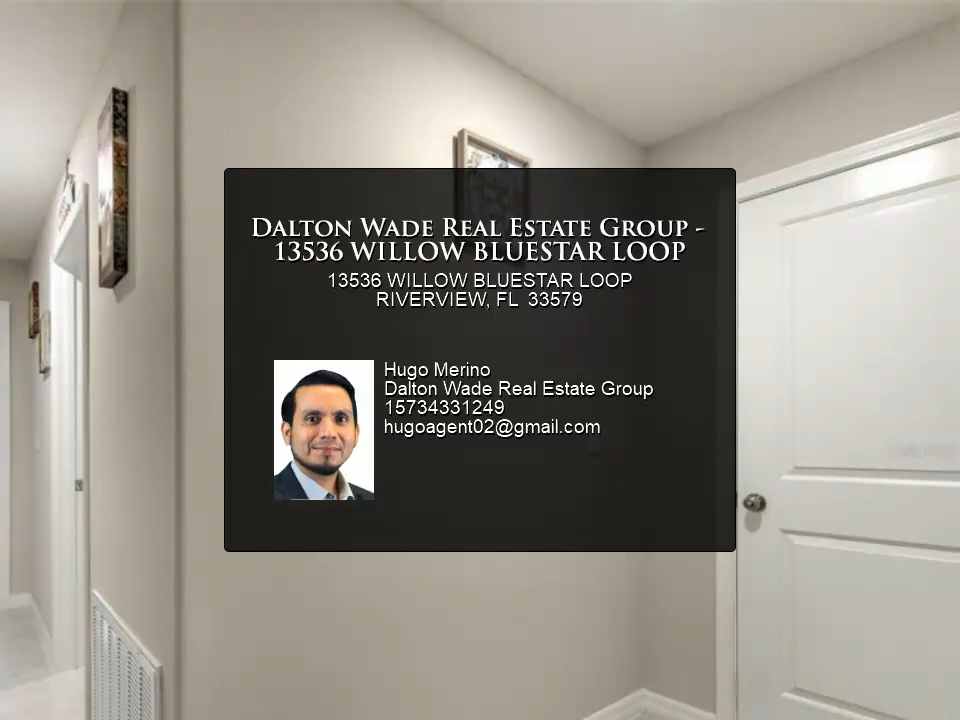 Dalton Wade Real Estate Group -
13536 WILLOW BLUESTAR LOOP
13536 WILLOW BLUESTAR LOOP
RIVERVIEW, FL 33579
Hugo Merino
Dalton Wade Real Estate Group
15734331249
hugoagent02@gmail.com